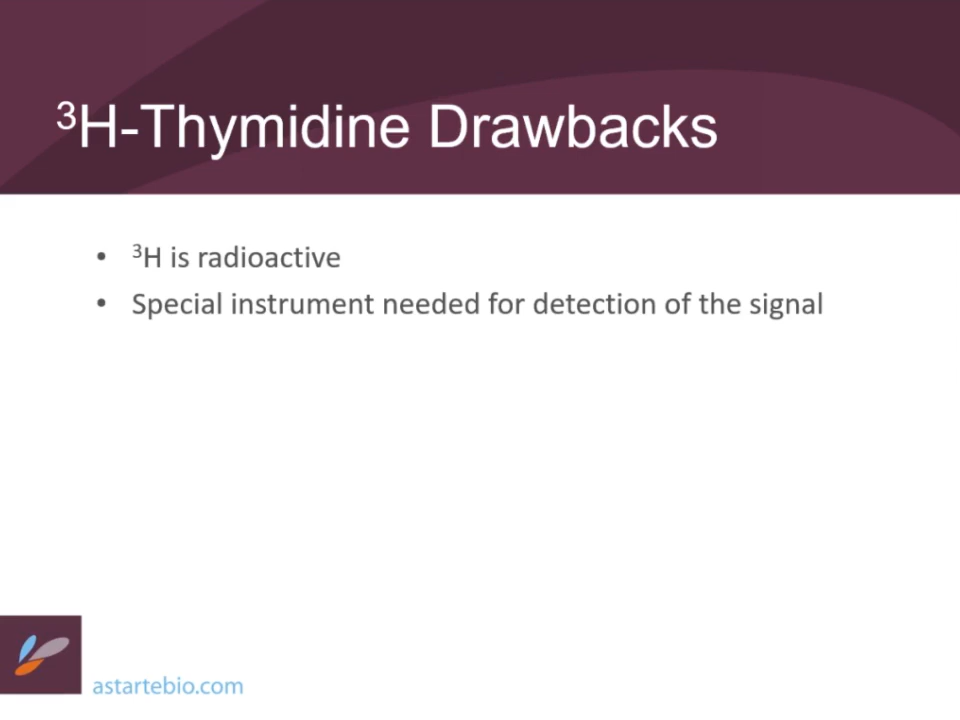 ³H-Thymidine Drawbacks
• ³H is radioactive
• Special instrument needed for detection of the signal
astartebio.com